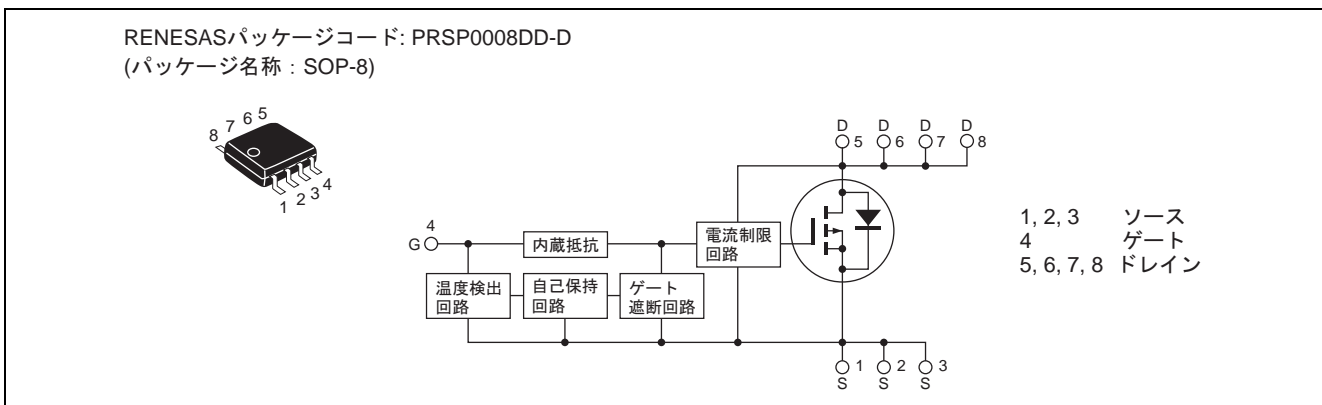 RENESASパッケージコード: PRSP0008DD-D
(パッケージ名称：SOP-8)
8 7 6 5
1 2 3 4
D D D D
5 6 7 8
4
G
内蔵抵抗
電流制限
回路
温度検出
回路
自己保持
回路
ゲート
遮断回路
1 2 3
S S S
1, 2, 3 ソース
4 ゲート
5, 6, 7, 8 ドレイン